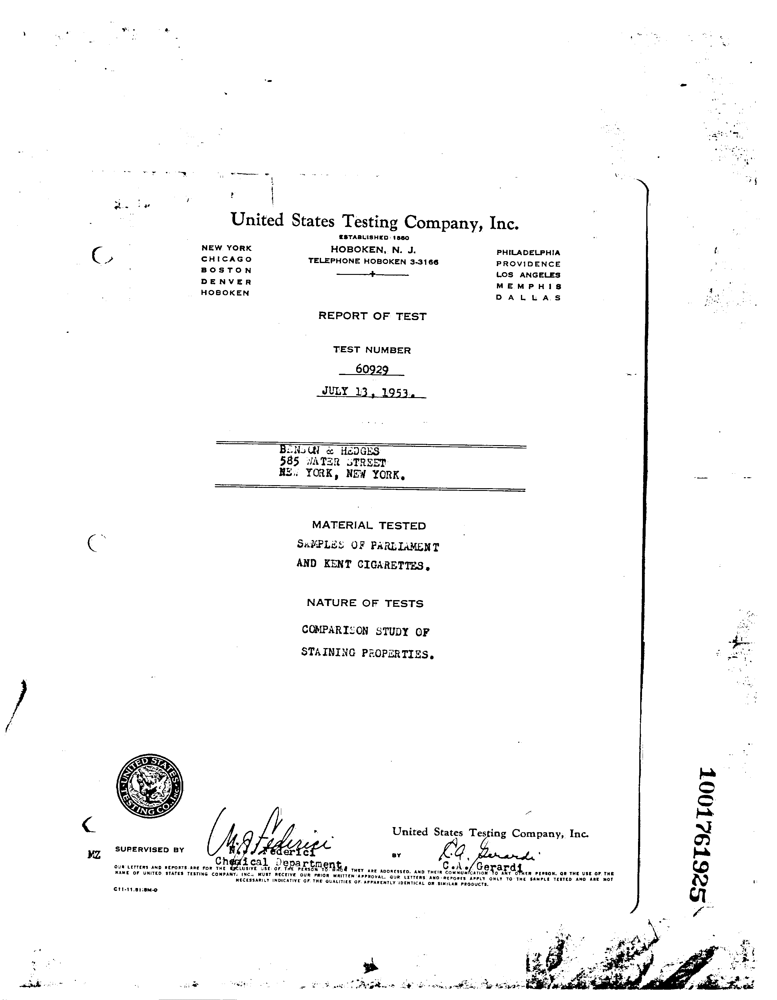 United States Testing Company, Inc.
ESTABLISHED 1880
HOBOKEN, N. J.
TELEPHONE HOBOKEN 3-3166
NEW YORK
CHICAGO
BOSTON
DENVER
HOBOKEN
PHILADELPHIA
PROVIDENCE
LOS ANGELES
MEMPHIS
DALLAS
REPORT OF TEST
TEST NUMBER
60929
JULY 13, 1953.
BENSON & HEDGES
585 WATER STREET
NEW YORK, NEW YORK.
MATERIAL TESTED
SAMPLES OF PARLIAMENT
AND KENT CIGARETTES.
NATURE OF TESTS
COMPARISON STUDY OF
STAINING PROPERTIES.
UNITED STATES
TESTING CO. Inc.
United States Testing Company, Inc.
MZ
SUPERVISED BY
Federici
Chemical Department
BY
C.A. Gerardi
C.A. Gerardi
OUR LETTERS AND REPORTS ARE FOR THE EXCLUSIVE USE OF THE PERSON TO WHOM THEY ARE ADDRESSED, AND THEIR COMMUNICATION TO ANY OTHER PERSON, OR THE USE OF THE
NAME OF UNITED STATES TESTING COMPANY, INC., MUST RECEIVE OUR PRIOR WRITTEN APPROVAL. OUR LETTERS AND REPORTS APPLY ONLY TO THE SAMPLE TESTED AND ARE NOT
NECESSARILY INDICATIVE OF THE QUALITIES OF APPARENTLY IDENTICAL OR SIMILAR PRODUCTS.
1001761925